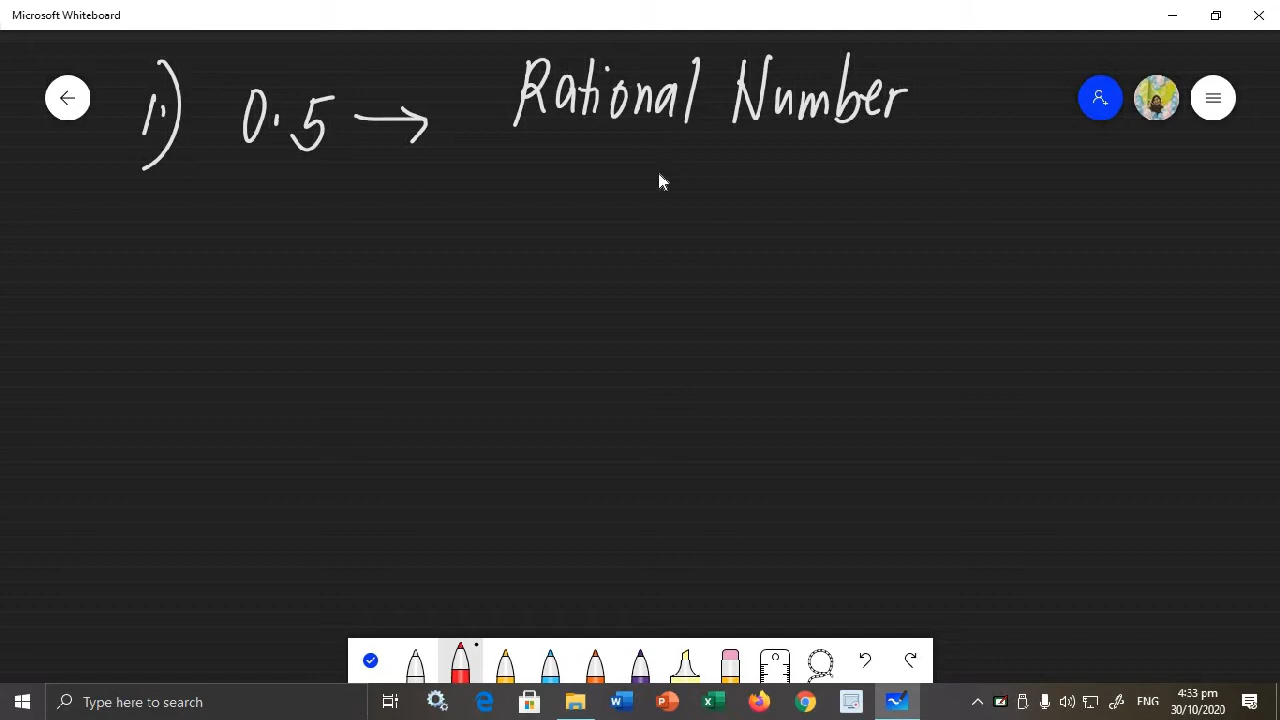 Microsoft Whiteboard
1.) 0.5 → Rational Number
Type here to search
ENG
4:33 pm
30/10/2020